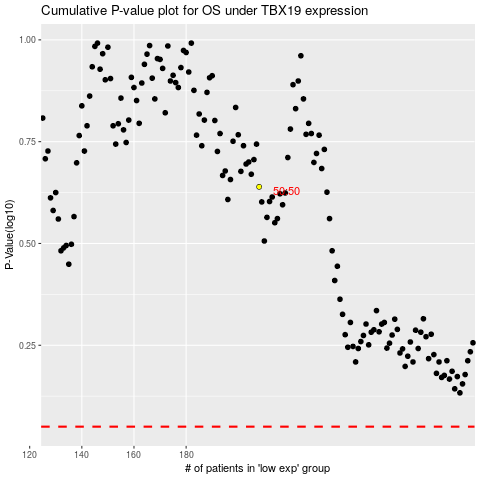 Cumulative P-value plot for OS under TBX19 expression
P-Value(log10)
1.00
0.75
0.50
0.25
50:50
120 140 160 180
# of patients in 'low exp' group